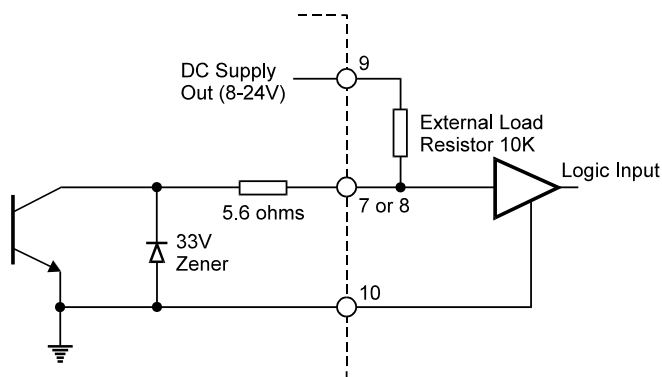 9
DC Supply
Out (8-24V)
External Load
Resistor 10K
Logic Input
5.6 ohms
7 or 8
33V
Zener
10